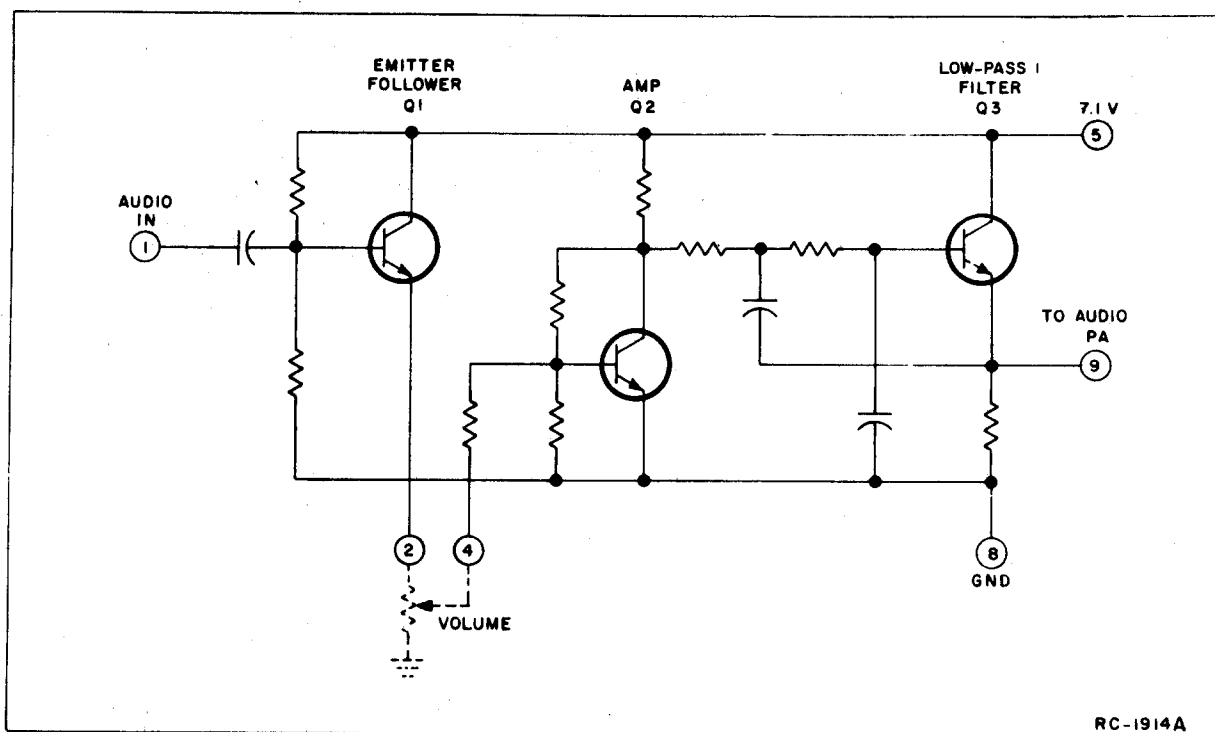 EMITTER
FOLLOWER
Q1
AMP
Q2
LOW-PASS I
FILTER
Q3
7.1 V
5
AUDIO
IN
1
TO AUDIO
PA
9
2
4
8
GND
VOLUME
RC-1914A